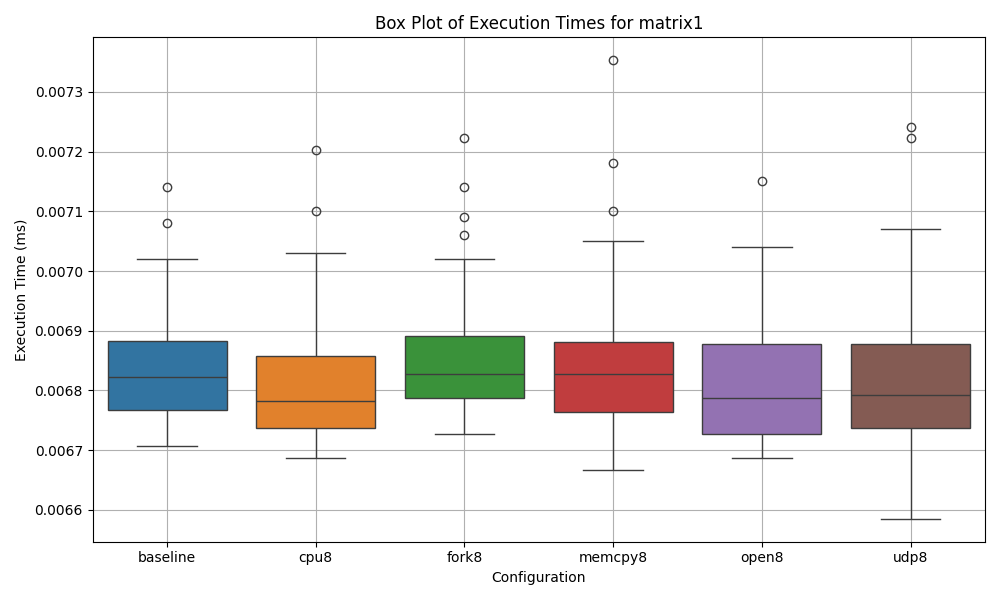 Box Plot of Execution Times for matrix1
0.0073
0.0072
0.0071
0.0070
0.0069
0.0068
0.0067
0.0066
Execution Time (ms)
baseline cpu8 fork8 memcpy8 open8 udp8
Configuration